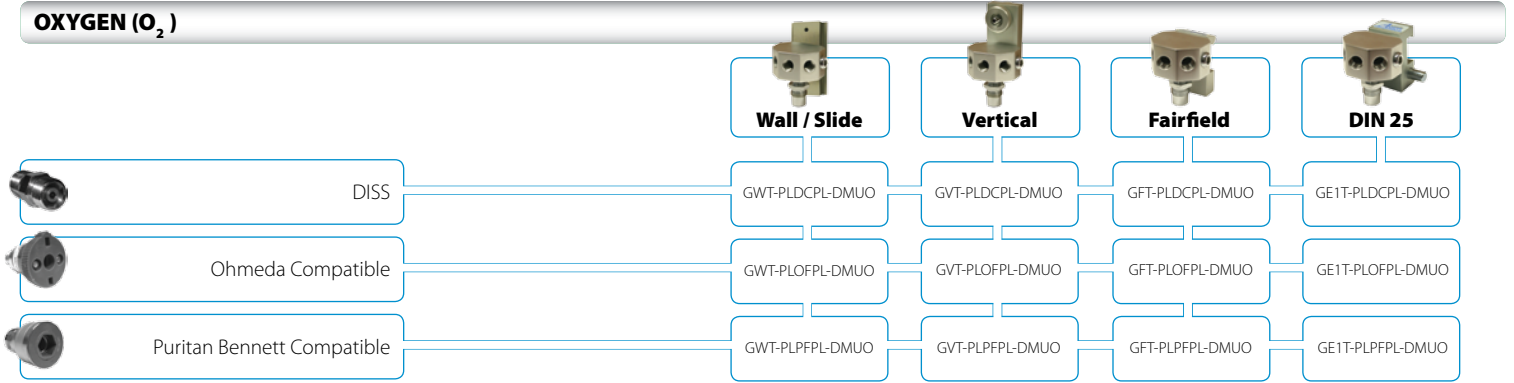 OXYGEN (O2)
Wall / Slide
Vertical
Fairfield
DIN 25
DISS
GWT-PLDCPL-DMUO
GVT-PLDCPL-DMUO
GFT-PLDCPL-DMUO
GE1T-PLDCPL-DMUO
Ohmeda Compatible
GWT-PLOFPL-DMUO
GVT-PLOFPL-DMUO
GFT-PLOFPL-DMUO
GE1T-PLOFPL-DMUO
Puritan Bennett Compatible
GWT-PLPFPL-DMUO
GVT-PLPFPL-DMUO
GFT-PLPFPL-DMUO
GE1T-PLPFPL-DMUO